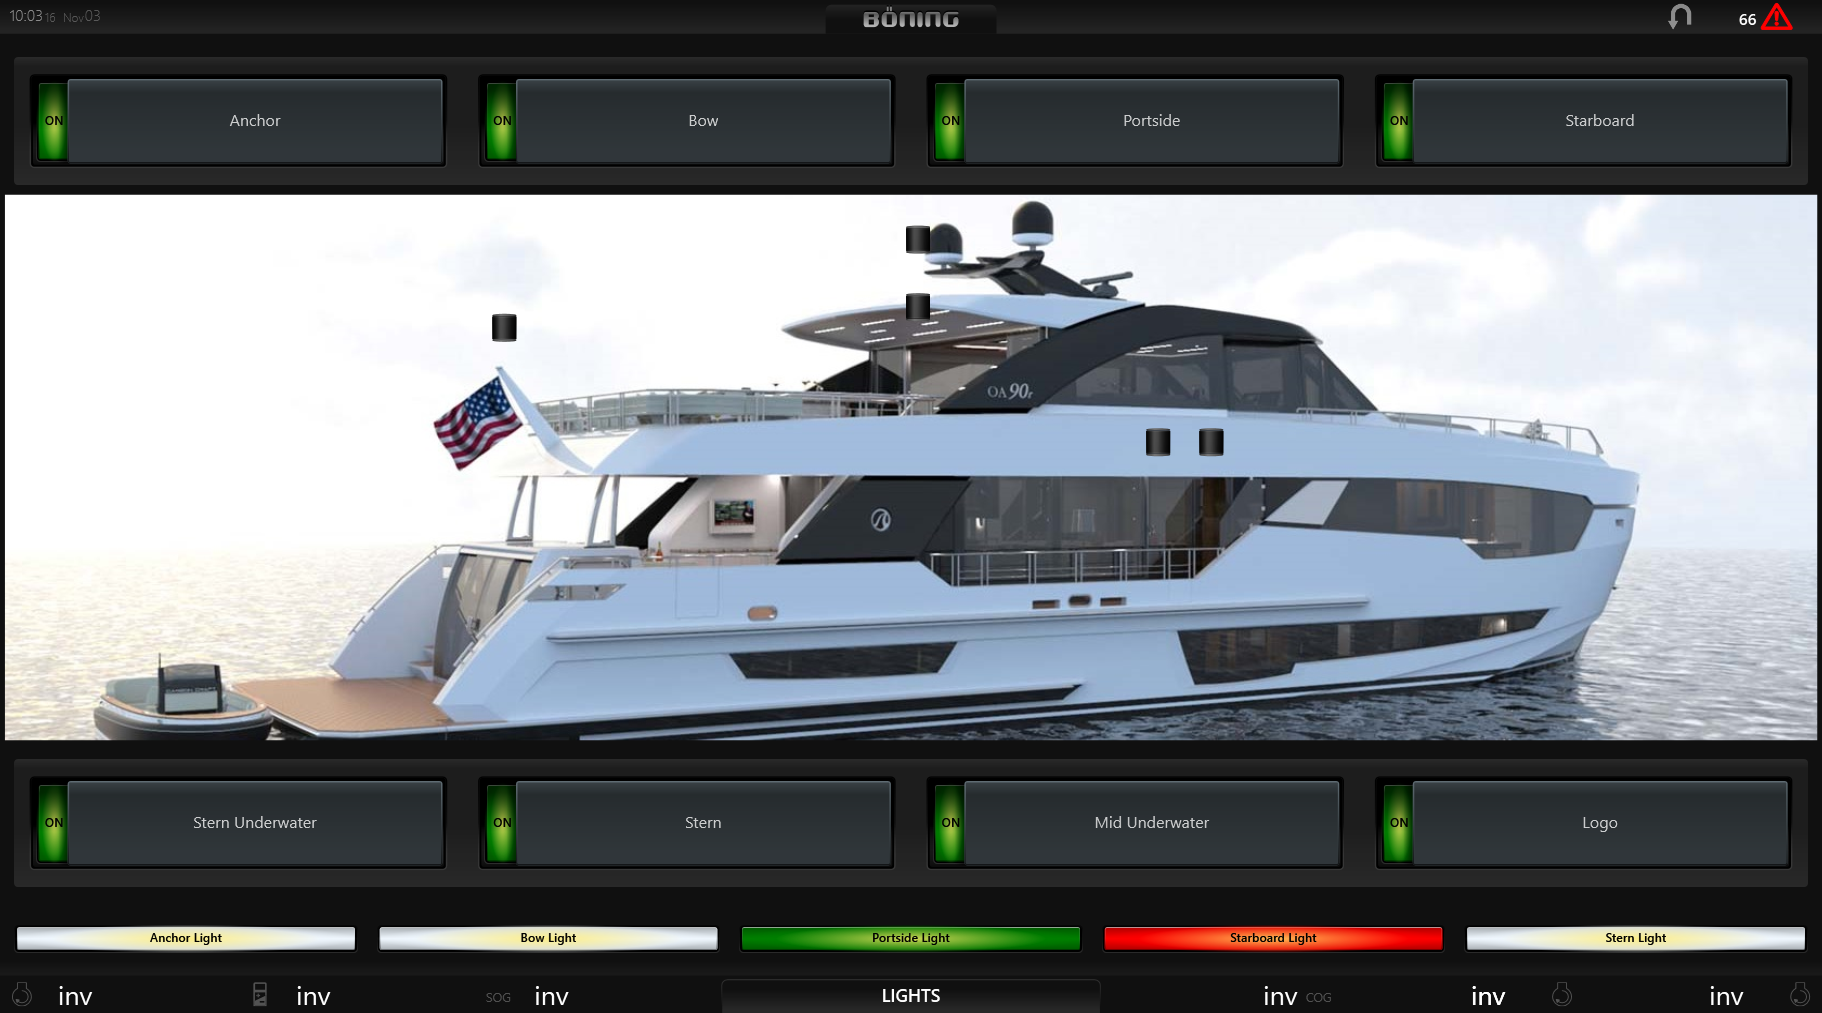 10:03 16 Nov 03
BÖNING
66
ON Anchor
ON Bow
ON Portside
ON Starboard
OA 90r
ON Stern Underwater
ON Stern
ON Mid Underwater
ON Logo
Anchor Light
Bow Light
Portside Light
Starboard Light
Stern Light
inv
inv
SOG inv
LIGHTS
inv COG
inv
inv